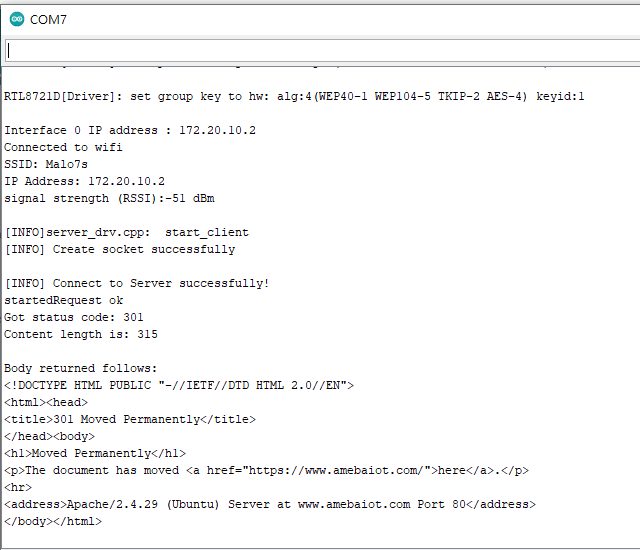 COM7
RTL8721D[Driver]: set group key to hw: alg:4(WEP40-1 WEP104-5 TKIP-2 AES-4) keyid:1
Interface 0 IP address : 172.20.10.2
Connected to wifi
SSID: Malo7s
IP Address: 172.20.10.2
signal strength (RSSI):-51 dBm
[INFO]server_drv.cpp:  start_client
[INFO] Create socket successfully
[INFO] Connect to Server successfully!
startedRequest ok
Got status code: 301
Content length is: 315
Body returned follows:
<!DOCTYPE HTML PUBLIC "-//IETF//DTD HTML 2.0//EN">
<html><head>
<title>301 Moved Permanently</title>
</head><body>
<h1>Moved Permanently</h1>
<p>The document has moved <a href="https://www.amebaiot.com/">here</a>.</p>
<hr>
<address>Apache/2.4.29 (Ubuntu) Server at www.amebaiot.com Port 80</address>
</body></html>